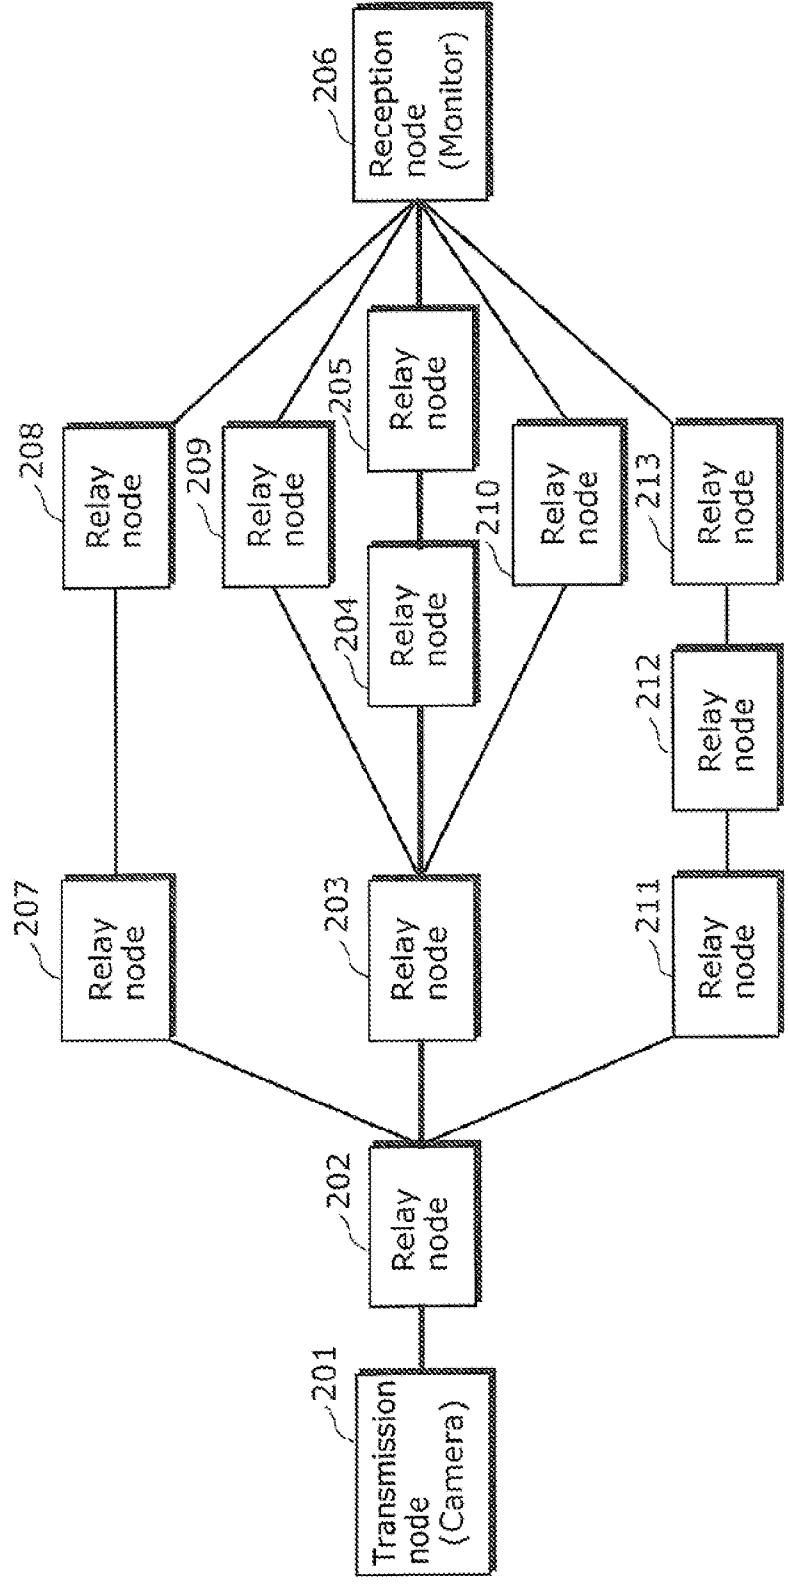 201
Transmission
node
(Camera)
202
Relay
node
207
Relay
node
203
Relay
node
211
Relay
node
212
Relay
node
204
Relay
node
208
Relay
node
209
Relay
node
205
Relay
node
210
Relay
node
213
Relay
node
206
Reception
node
(Monitor)